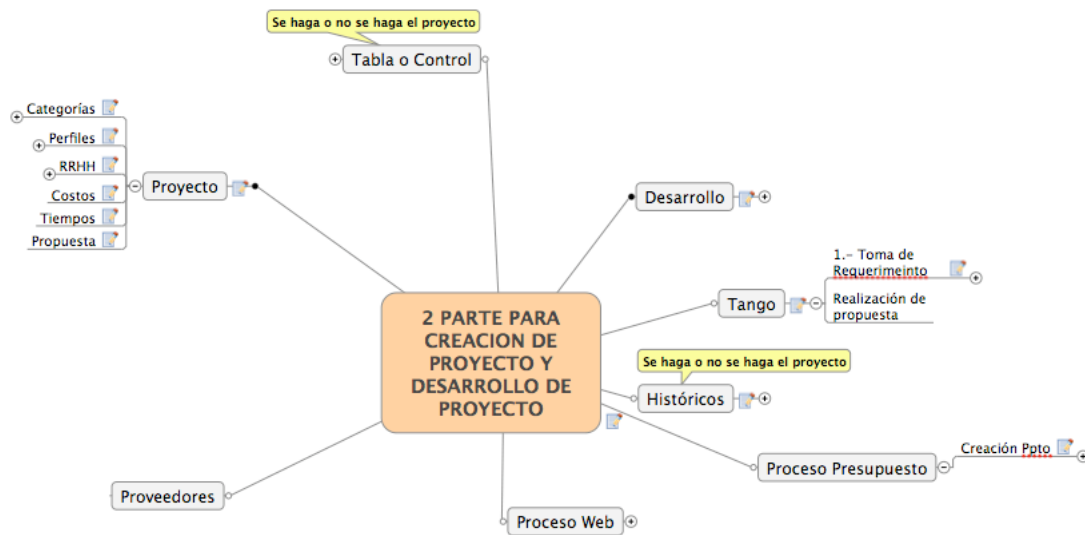 Se haga o no se haga el proyecto
Tabla o Control
Categorías
Perfiles
RRHH
Costos
Tiempos
Propuesta
Proyecto
Desarrollo
1.- Toma de
Requerimeinto
Realización de
propuesta
Tango
2 PARTE PARA
CREACION DE
PROYECTO Y
DESARROLLO DE
PROYECTO
Se haga o no se haga el proyecto
Históricos
Creación Ppto
Proceso Presupuesto
Proveedores
Proceso Web